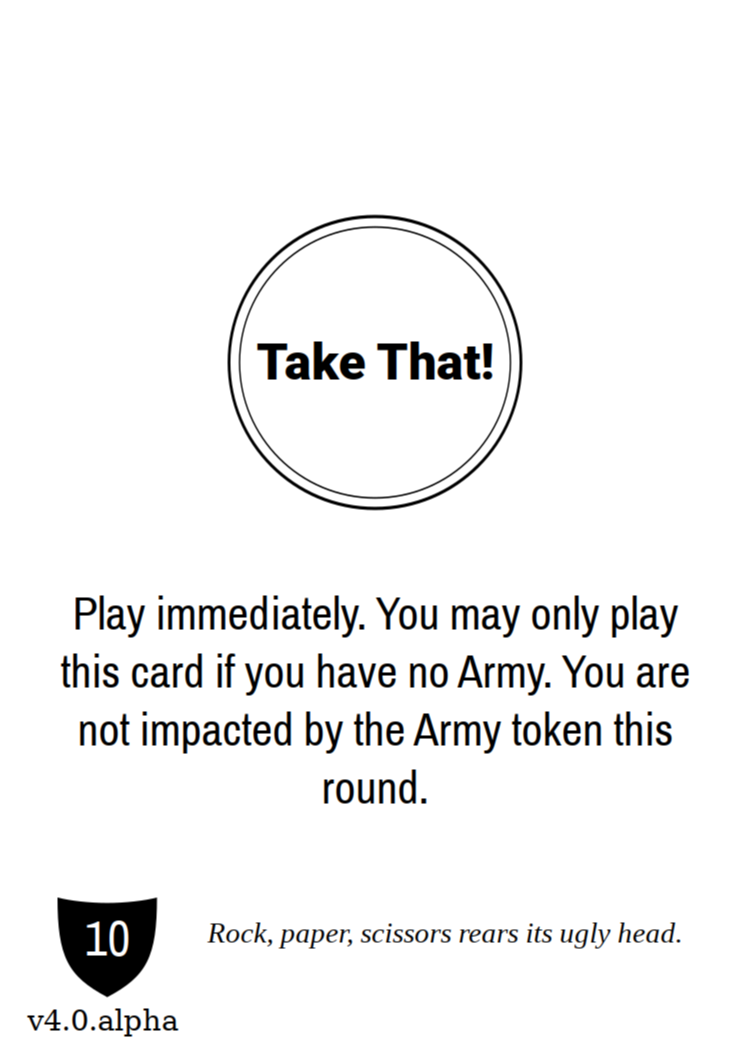 Take That!
Play immediately. You may only play
this card if you have no Army. You are
not impacted by the Army token this
round.
10
Rock, paper, scissors rears its ugly head.
v4.0.alpha